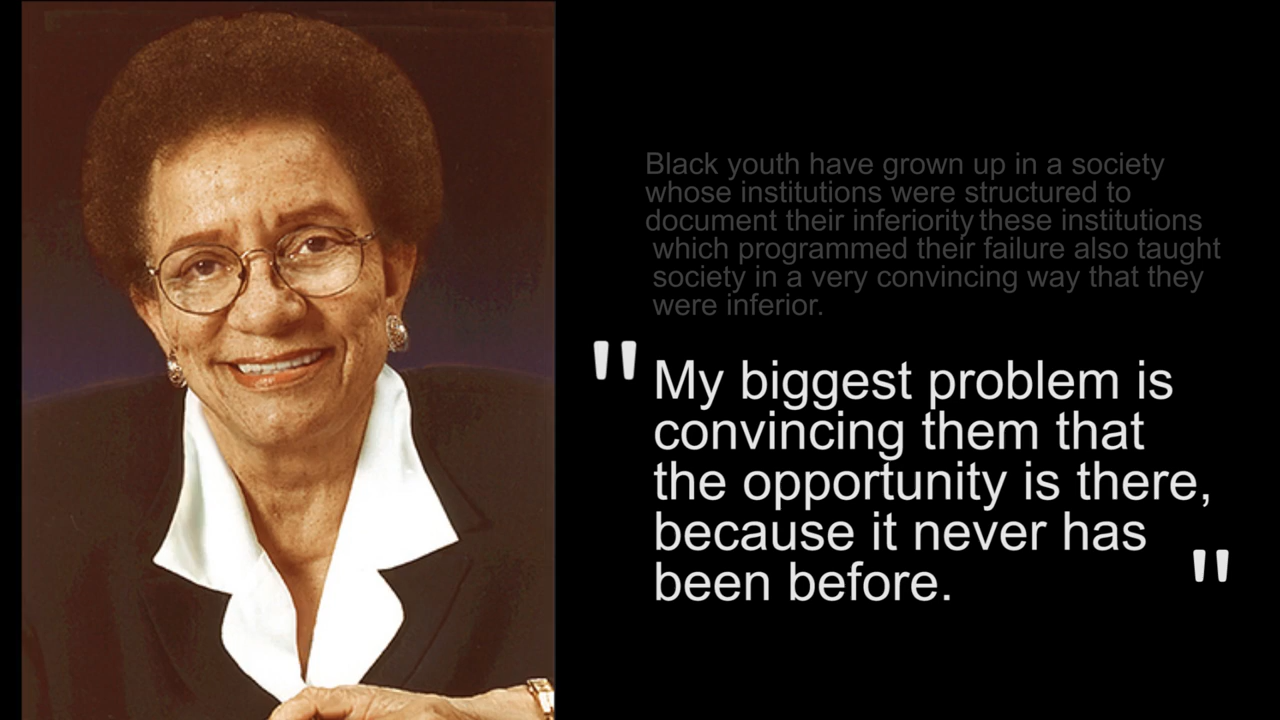 Black youth have grown up in a society
whose institutions were structured to
document their inferiority these institutions
which programmed their failure also taught
society in a very convincing way that they
were inferior.
"My biggest problem is
convincing them that
the opportunity is there,
because it never has
been before."